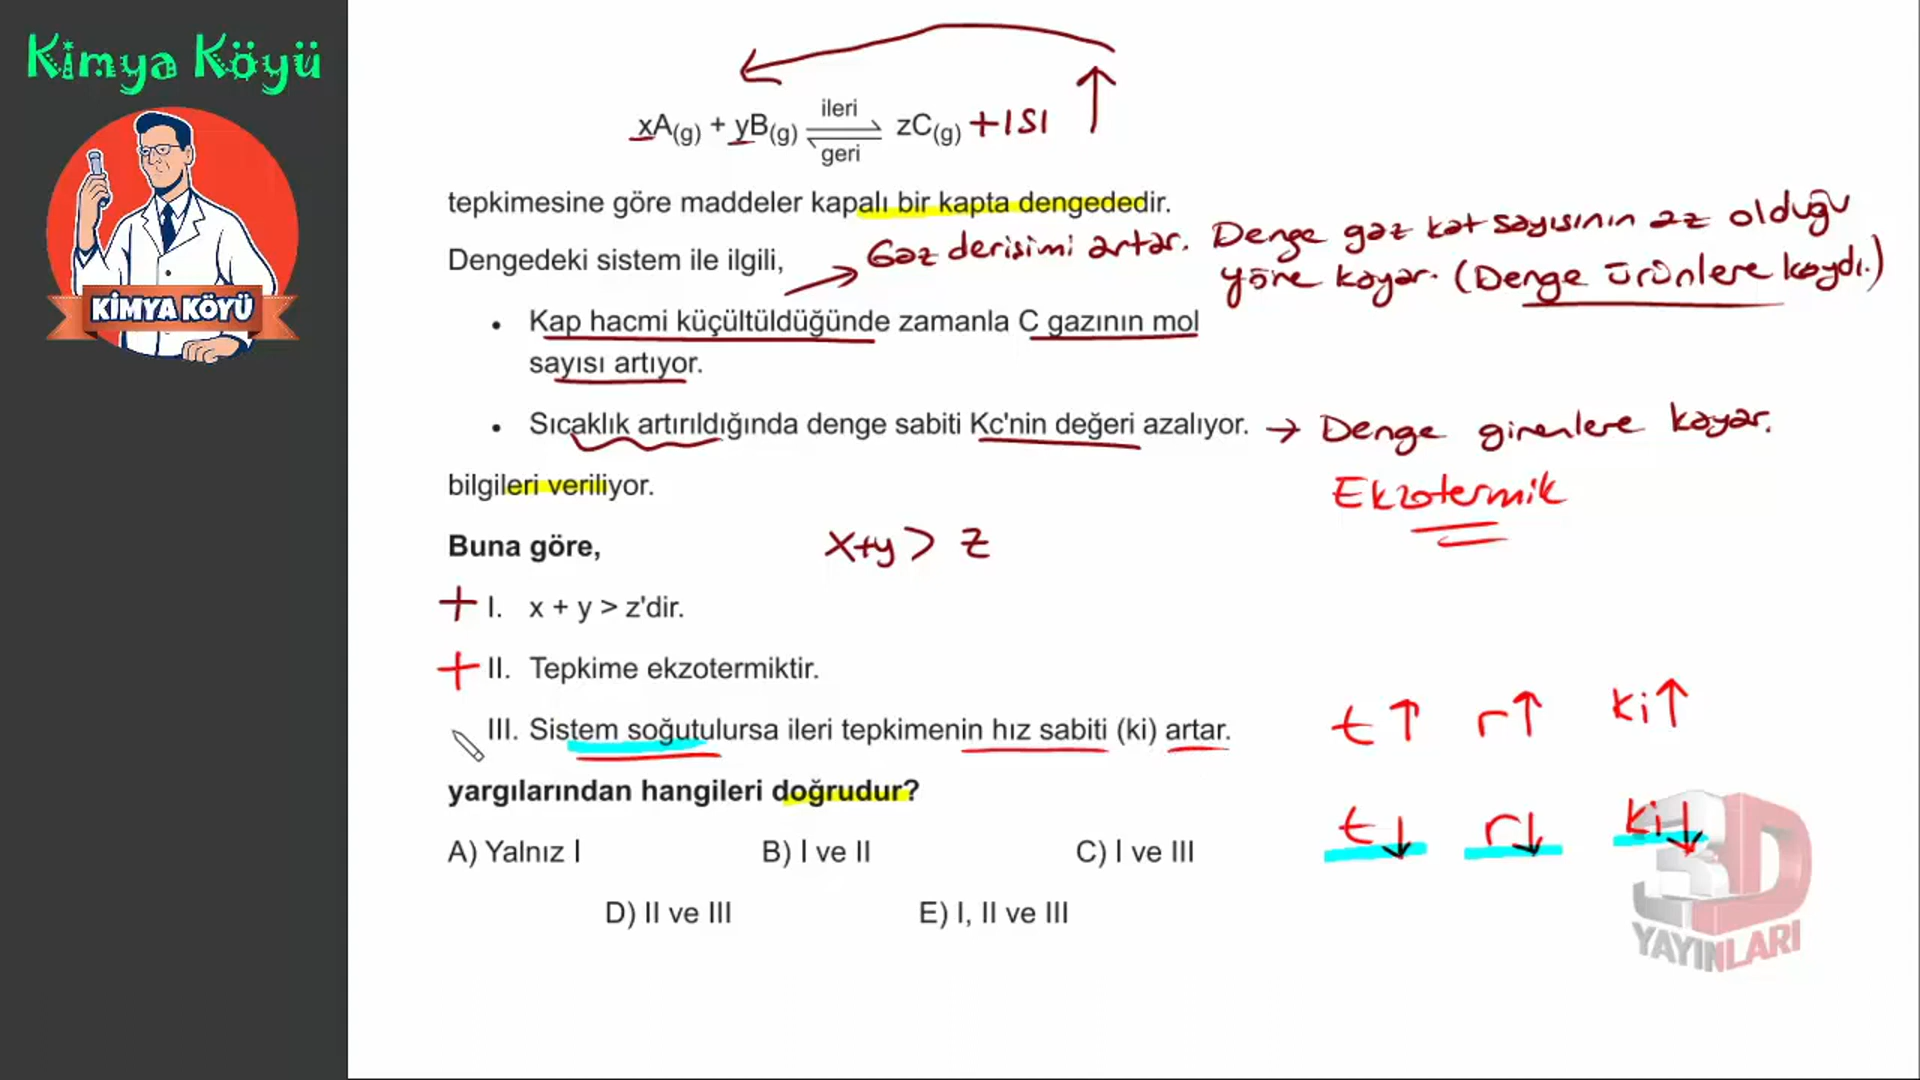 Kimya Köyü
KİMYA KÖYÜ
xA(g) + yB(g) ileri geri zC(g) +ISI ↑
tepkimesine göre maddeler kapalı bir kapta dengededir.
Dengedeki sistem ile ilgili,
→ Gaz derişimi artar. Denge gaz kat sayısının az olduğu
yöne kayar. (Denge ürünlere kaydı.)
• Kap hacmi küçültüldüğünde zamanla C gazının mol
sayısı artıyor.
• Sıcaklık artırıldığında denge sabiti Kc'nin değeri azalıyor. → Denge girenlere kayar.
Ekzotermik
bilgileri veriliyor.
Buna göre,
x+y > z
+ I. x + y > z'dir.
+ II. Tepkime ekzotermiktir.
III. Sistem soğutulursa ileri tepkimenin hız sabiti (ki) artar.
t↑ r↑ ki↑
yargılarından hangileri doğrudur?
t↓ r↓ ki↓
A) Yalnız I B) I ve II C) I ve III
D) II ve III E) I, II ve III
3D
YAYINLARI